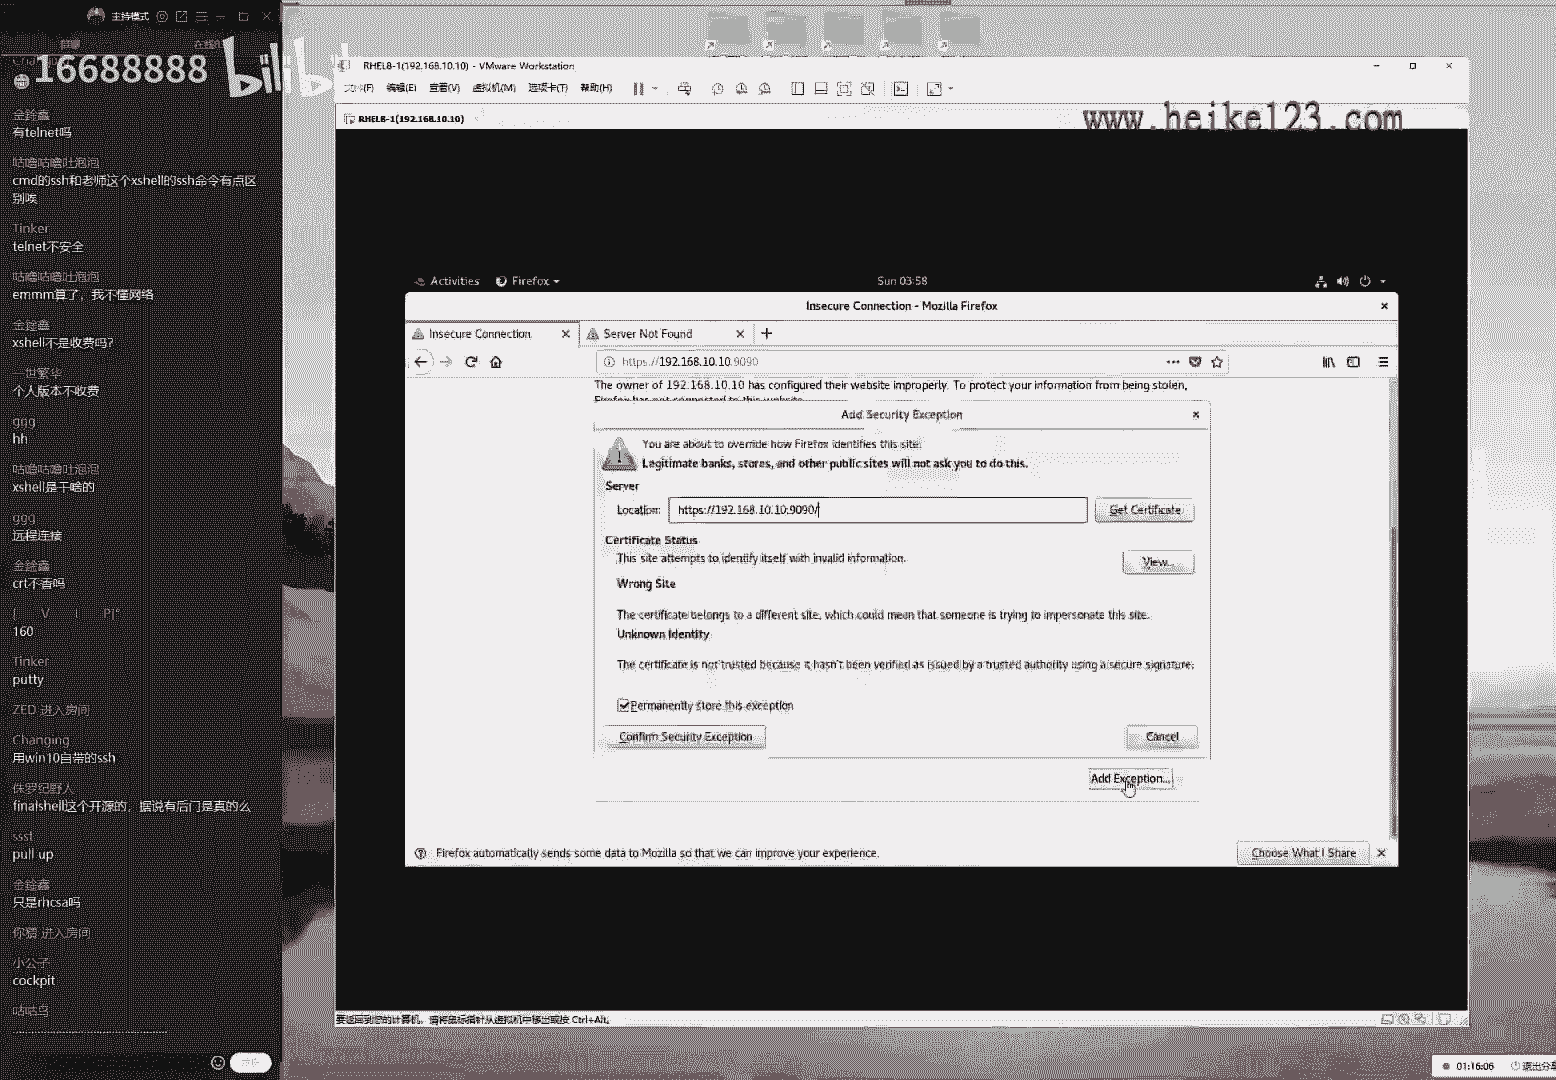 主持模式
16688888
bilibi
金銓鑫
有telnet吗
咕噜咕噜吐泡泡
cmd的ssh和老师这个xshell的ssh命令有点区
别唉
Tinker
telnet不安全
咕噜咕噜吐泡泡
emmm算了，我不懂网络
金銓鑫
xshell不是收费吗?
一世繁华
个人版本不收费
ggg
hh
咕噜咕噜吐泡泡
xshell是干啥的
ggg
远程连接
金銓鑫
crt不香吗
160
Tinker
putty
ZED 进入房间
Changing
用win10自带的ssh
侏罗纪野人
finalshell这个开源的，据说有后门是真的么
ssst
pull up
金銓鑫
只是rhcsa吗
你猜 进入房间
小公子
cockpit
咕咕鸟
RHEL8-1(192.168.10.10) - VMware Workstation
文件(F) 编辑(E) 查看(V) 虚拟机(M) 选项卡(T) 帮助(H)
RHEL8-1(192.168.10.10)
www.heike123.com
Activities Firefox Sun 03:58
Insecure Connection - Mozilla Firefox
Insecure Connection Server Not Found
https://192.168.10.10:9090
The owner of 192.168.10.10 has configured their website improperly. To protect your information from being stolen,
Firefox has not connected to this website.
Add Security Exception
You are about to override how Firefox identifies this site.
Legitimate banks, stores, and other public sites will not ask you to do this.
Server
Location: https://192.168.10.10:9090/ Get Certificate
Certificate Status
This site attempts to identify itself with invalid information. View...
Wrong Site
The certificate belongs to a different site, which could mean that someone is trying to impersonate this site.
Unknown Identity
The certificate is not trusted because it hasn't been verified as issued by a trusted authority using a secure signature.
Permanently store this exception
Confirm Security Exception Cancel
Add Exception...
Firefox automatically sends some data to Mozilla so that we can improve your experience. Choose What I Share
要返回到您的计算机，请将鼠标指针从虚拟机中移出或按 Ctrl+Alt。
01:16:06 退出分享